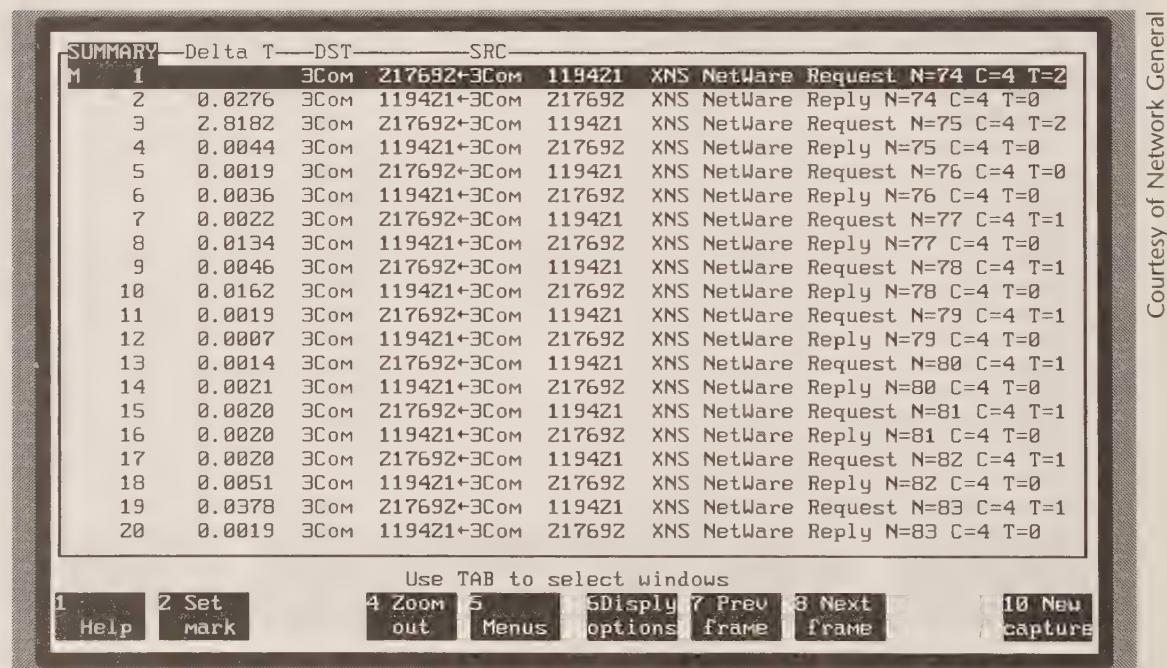 SUMMARY Delta T DST SRC
M 1 3Com 217692←3Com 119421 XNS NetWare Request N=74 C=4 T=2
2 0.0276 3Com 119421←3Com 217692 XNS NetWare Reply N=74 C=4 T=0
3 2.8182 3Com 217692←3Com 119421 XNS NetWare Request N=75 C=4 T=2
4 0.0044 3Com 119421←3Com 217692 XNS NetWare Reply N=75 C=4 T=0
5 0.0019 3Com 217692←3Com 119421 XNS NetWare Request N=76 C=4 T=0
6 0.0036 3Com 119421←3Com 217692 XNS NetWare Reply N=76 C=4 T=0
7 0.0022 3Com 217692←3Com 119421 XNS NetWare Request N=77 C=4 T=1
8 0.0134 3Com 119421←3Com 217692 XNS NetWare Reply N=77 C=4 T=0
9 0.0046 3Com 217692←3Com 119421 XNS NetWare Request N=78 C=4 T=1
10 0.0162 3Com 119421←3Com 217692 XNS NetWare Reply N=78 C=4 T=0
11 0.0019 3Com 217692←3Com 119421 XNS NetWare Request N=79 C=4 T=1
12 0.0007 3Com 119421←3Com 217692 XNS NetWare Reply N=79 C=4 T=0
13 0.0014 3Com 217692←3Com 119421 XNS NetWare Request N=80 C=4 T=1
14 0.0021 3Com 119421←3Com 217692 XNS NetWare Reply N=80 C=4 T=0
15 0.0020 3Com 217692←3Com 119421 XNS NetWare Request N=81 C=4 T=1
16 0.0020 3Com 119421←3Com 217692 XNS NetWare Reply N=81 C=4 T=0
17 0.0020 3Com 217692←3Com 119421 XNS NetWare Request N=82 C=4 T=1
18 0.0051 3Com 119421←3Com 217692 XNS NetWare Reply N=82 C=4 T=0
19 0.0378 3Com 217692←3Com 119421 XNS NetWare Request N=83 C=4 T=1
20 0.0019 3Com 119421←3Com 217692 XNS NetWare Reply N=83 C=4 T=0
Use TAB to select windows
1 2 Set 4 Zoom 5 6Disply 7 Prev 8 Next 10 New
Help mark out Menus options frame frame capture
Courtesy of Network General